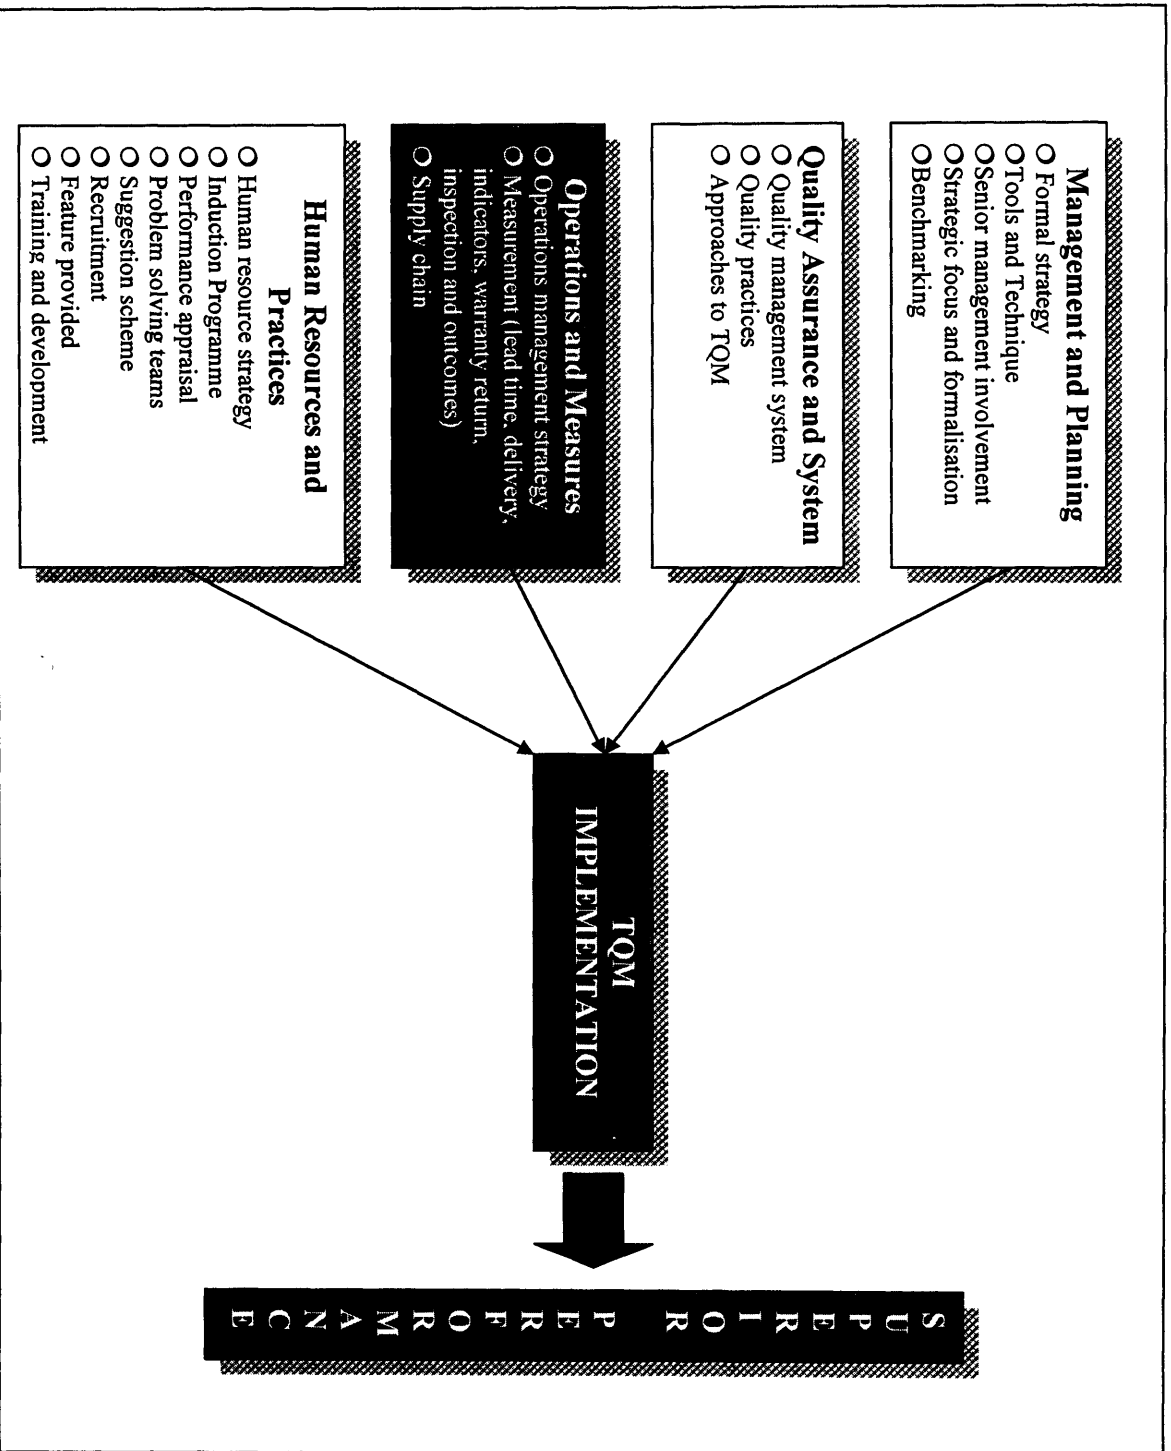 Management and Planning
Formal strategy
Tools and Technique
Senior management involvement
Strategic focus and formalisation
Benchmarking
Quality Assurance and System
Quality management system
Quality practices
Approaches to TQM
Operations and Measures
Operations management strategy
Measurement (lead time, delivery,
indicators, warranty return,
inspection and outcomes)
Supply chain
Human Resources and
Practices
Human resource strategy
Induction Programme
Performance appraisal
Problem solving teams
Suggestion scheme
Recruitment
Feature provided
Training and development
TQM
IMPLEMENTATION
SUPERIOR PERFORMANCE